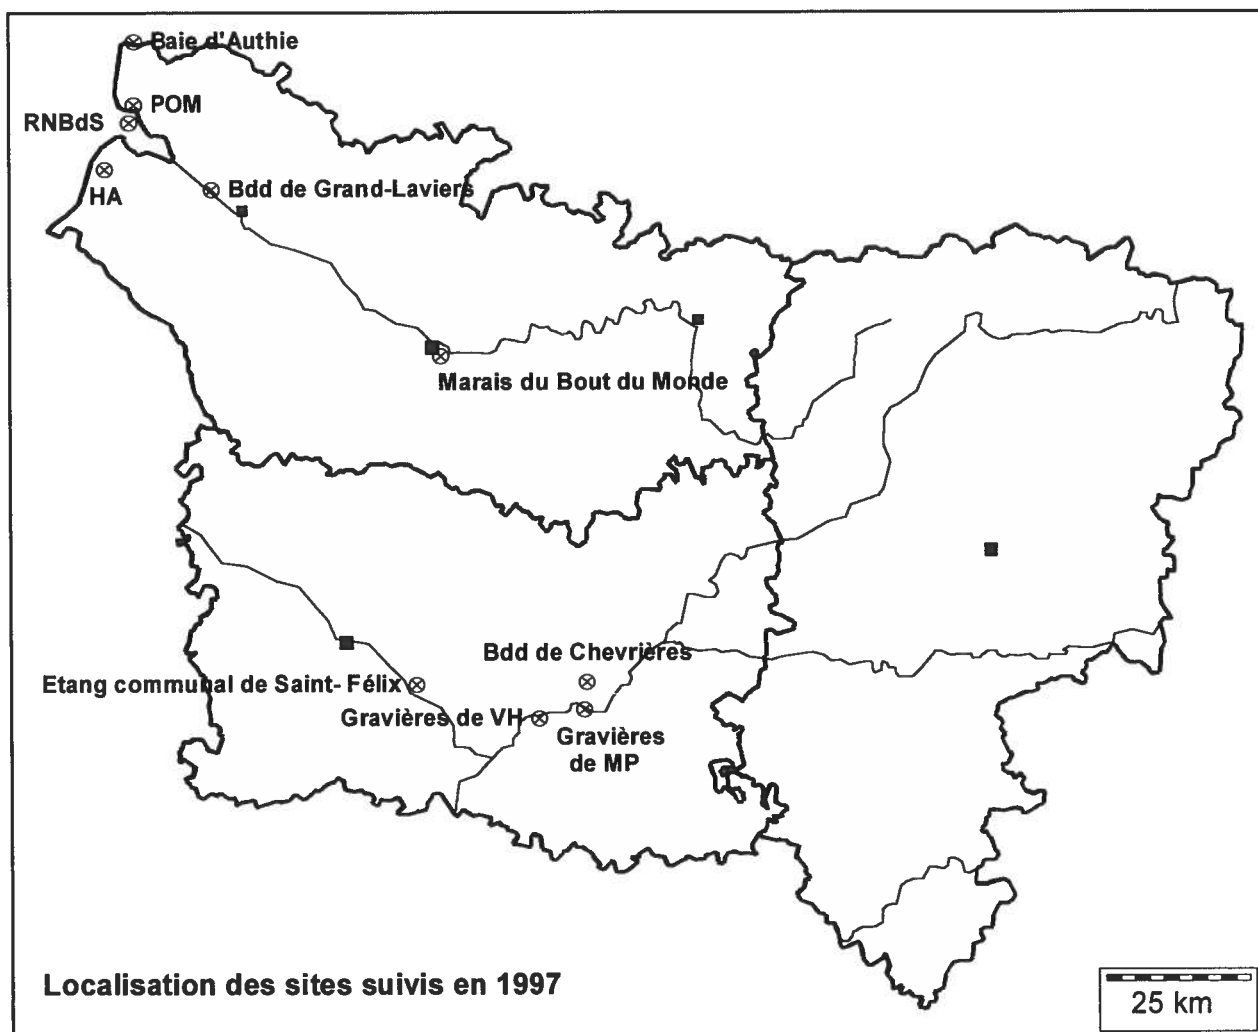 Baie d'Authie
POM
RNBdS
HA
Bdd de Grand-Laviers
Marais du Bout du Monde
Bdd de Chevrières
Etang communal de Saint- Félix
Gravières de VH
Gravières
de MP
Localisation des sites suivis en 1997
25 km